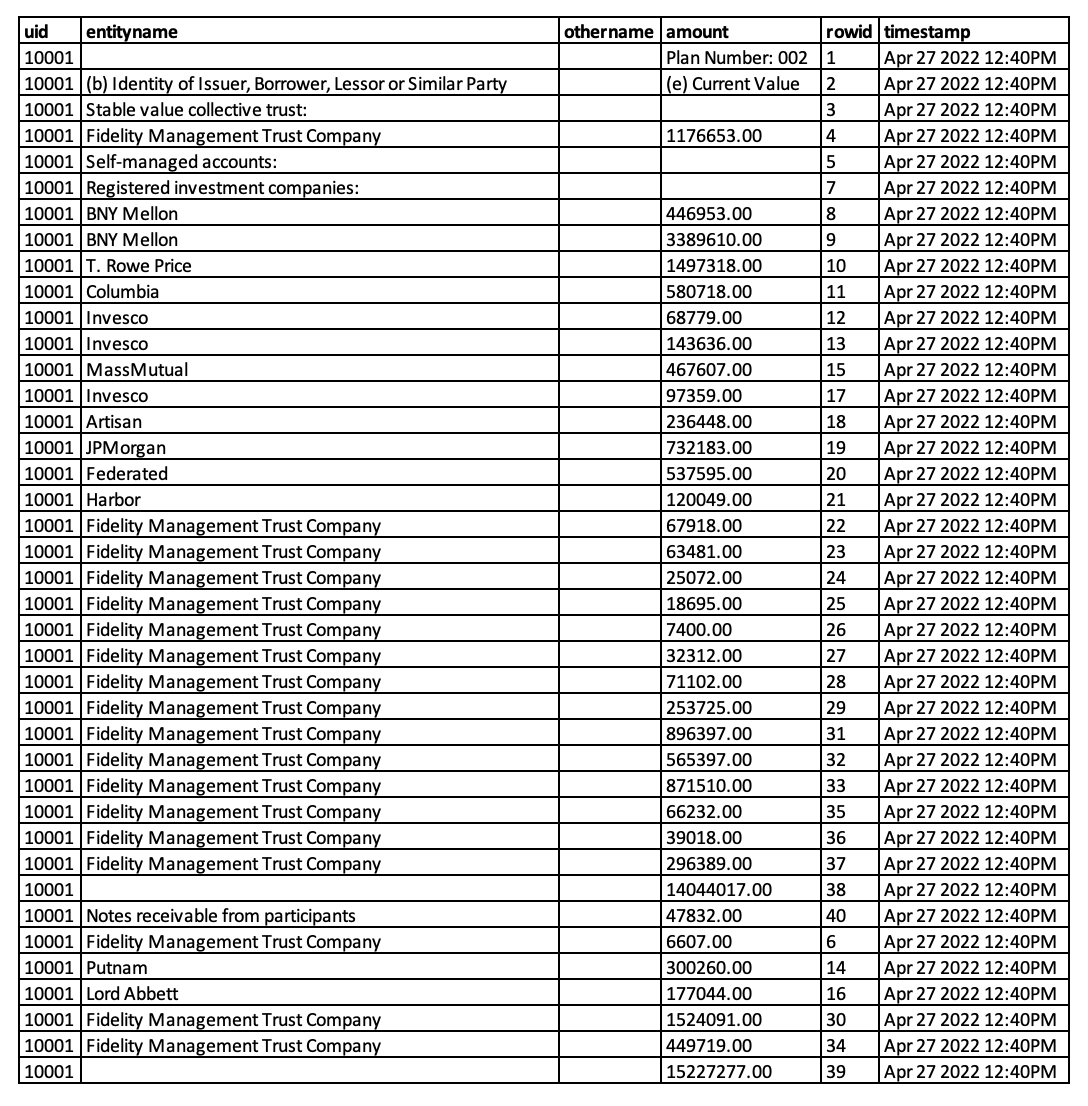 uid entityname othername amount rowid timestamp
10001 Plan Number: 002 1 Apr 27 2022 12:40PM
10001 (b) Identity of Issuer, Borrower, Lessor or Similar Party (e) Current Value 2 Apr 27 2022 12:40PM
10001 Stable value collective trust: 3 Apr 27 2022 12:40PM
10001 Fidelity Management Trust Company 1176653.00 4 Apr 27 2022 12:40PM
10001 Self-managed accounts: 5 Apr 27 2022 12:40PM
10001 Registered investment companies: 7 Apr 27 2022 12:40PM
10001 BNY Mellon 446953.00 8 Apr 27 2022 12:40PM
10001 BNY Mellon 3389610.00 9 Apr 27 2022 12:40PM
10001 T. Rowe Price 1497318.00 10 Apr 27 2022 12:40PM
10001 Columbia 580718.00 11 Apr 27 2022 12:40PM
10001 Invesco 68779.00 12 Apr 27 2022 12:40PM
10001 Invesco 143636.00 13 Apr 27 2022 12:40PM
10001 MassMutual 467607.00 15 Apr 27 2022 12:40PM
10001 Invesco 97359.00 17 Apr 27 2022 12:40PM
10001 Artisan 236448.00 18 Apr 27 2022 12:40PM
10001 JPMorgan 732183.00 19 Apr 27 2022 12:40PM
10001 Federated 537595.00 20 Apr 27 2022 12:40PM
10001 Harbor 120049.00 21 Apr 27 2022 12:40PM
10001 Fidelity Management Trust Company 67918.00 22 Apr 27 2022 12:40PM
10001 Fidelity Management Trust Company 63481.00 23 Apr 27 2022 12:40PM
10001 Fidelity Management Trust Company 25072.00 24 Apr 27 2022 12:40PM
10001 Fidelity Management Trust Company 18695.00 25 Apr 27 2022 12:40PM
10001 Fidelity Management Trust Company 7400.00 26 Apr 27 2022 12:40PM
10001 Fidelity Management Trust Company 32312.00 27 Apr 27 2022 12:40PM
10001 Fidelity Management Trust Company 71102.00 28 Apr 27 2022 12:40PM
10001 Fidelity Management Trust Company 253725.00 29 Apr 27 2022 12:40PM
10001 Fidelity Management Trust Company 896397.00 31 Apr 27 2022 12:40PM
10001 Fidelity Management Trust Company 565397.00 32 Apr 27 2022 12:40PM
10001 Fidelity Management Trust Company 871510.00 33 Apr 27 2022 12:40PM
10001 Fidelity Management Trust Company 66232.00 35 Apr 27 2022 12:40PM
10001 Fidelity Management Trust Company 39018.00 36 Apr 27 2022 12:40PM
10001 Fidelity Management Trust Company 296389.00 37 Apr 27 2022 12:40PM
10001 14044017.00 38 Apr 27 2022 12:40PM
10001 Notes receivable from participants 47832.00 40 Apr 27 2022 12:40PM
10001 Fidelity Management Trust Company 6607.00 6 Apr 27 2022 12:40PM
10001 Putnam 300260.00 14 Apr 27 2022 12:40PM
10001 Lord Abbett 177044.00 16 Apr 27 2022 12:40PM
10001 Fidelity Management Trust Company 1524091.00 30 Apr 27 2022 12:40PM
10001 Fidelity Management Trust Company 449719.00 34 Apr 27 2022 12:40PM
10001 15227277.00 39 Apr 27 2022 12:40PM